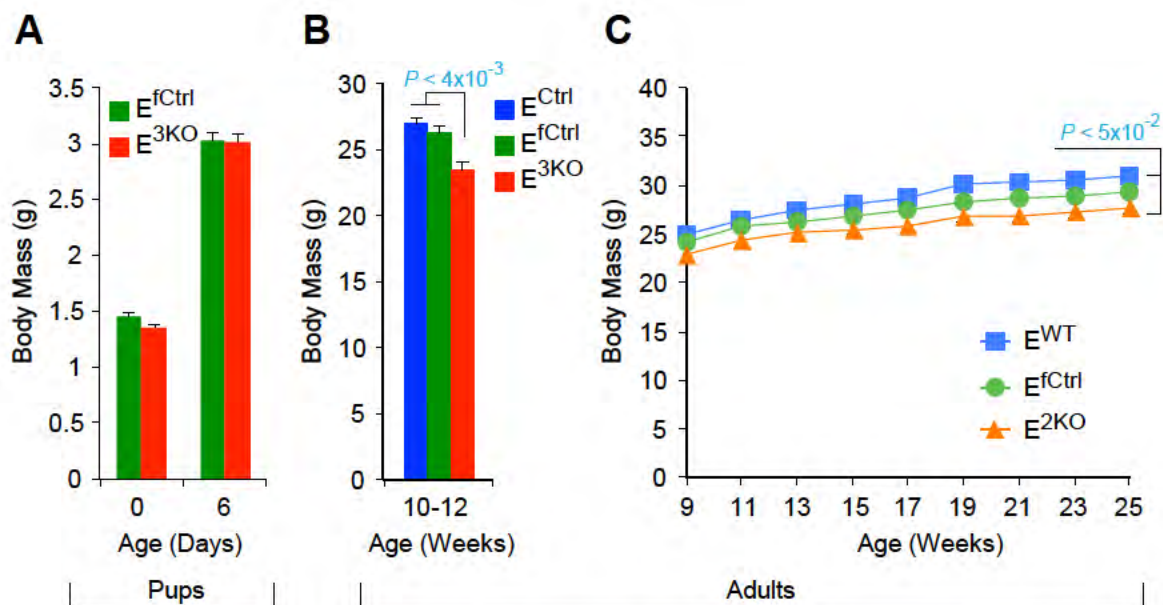 A
Body Mass (g)
3.5
3
2.5
2
1.5
1
0.5
0
E^fCtrl
E^3KO
0 6
Age (Days)
Pups
B
Body Mass (g)
30
25
20
15
10
5
0
P < 4x10^-3
E^Ctrl
E^fCtrl
E^3KO
10-12
Age (Weeks)
C
Body Mass (g)
40
35
30
25
20
15
10
5
0
P < 5x10^-2
E^WT
E^fCtrl
E^2KO
9 11 13 15 17 19 21 23 25
Age (Weeks)
Adults